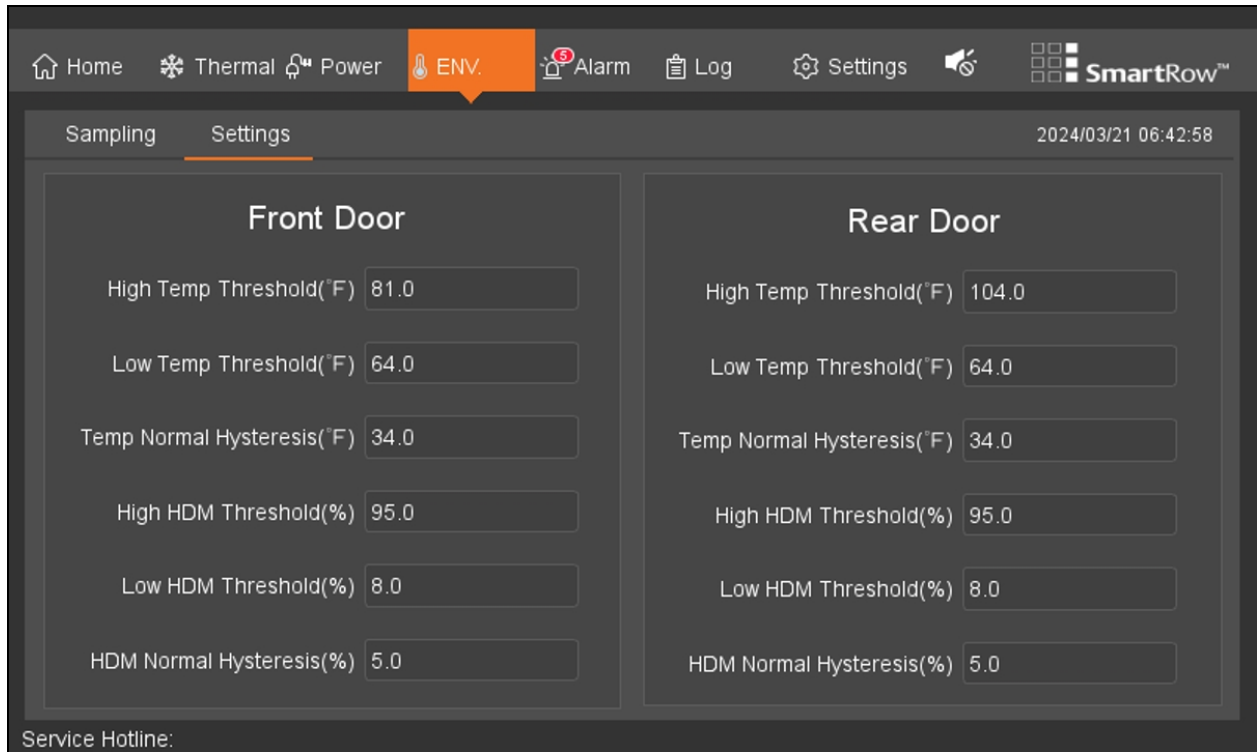 Home Thermal Power ENV. 5 Alarm Log Settings SmartRow™
Sampling Settings 2024/03/21 06:42:58
Front Door
High Temp Threshold(°F) 81.0
Low Temp Threshold(°F) 64.0
Temp Normal Hysteresis(°F) 34.0
High HDM Threshold(%) 95.0
Low HDM Threshold(%) 8.0
HDM Normal Hysteresis(%) 5.0
Rear Door
High Temp Threshold(°F) 104.0
Low Temp Threshold(°F) 64.0
Temp Normal Hysteresis(°F) 34.0
High HDM Threshold(%) 95.0
Low HDM Threshold(%) 8.0
HDM Normal Hysteresis(%) 5.0
Service Hotline: